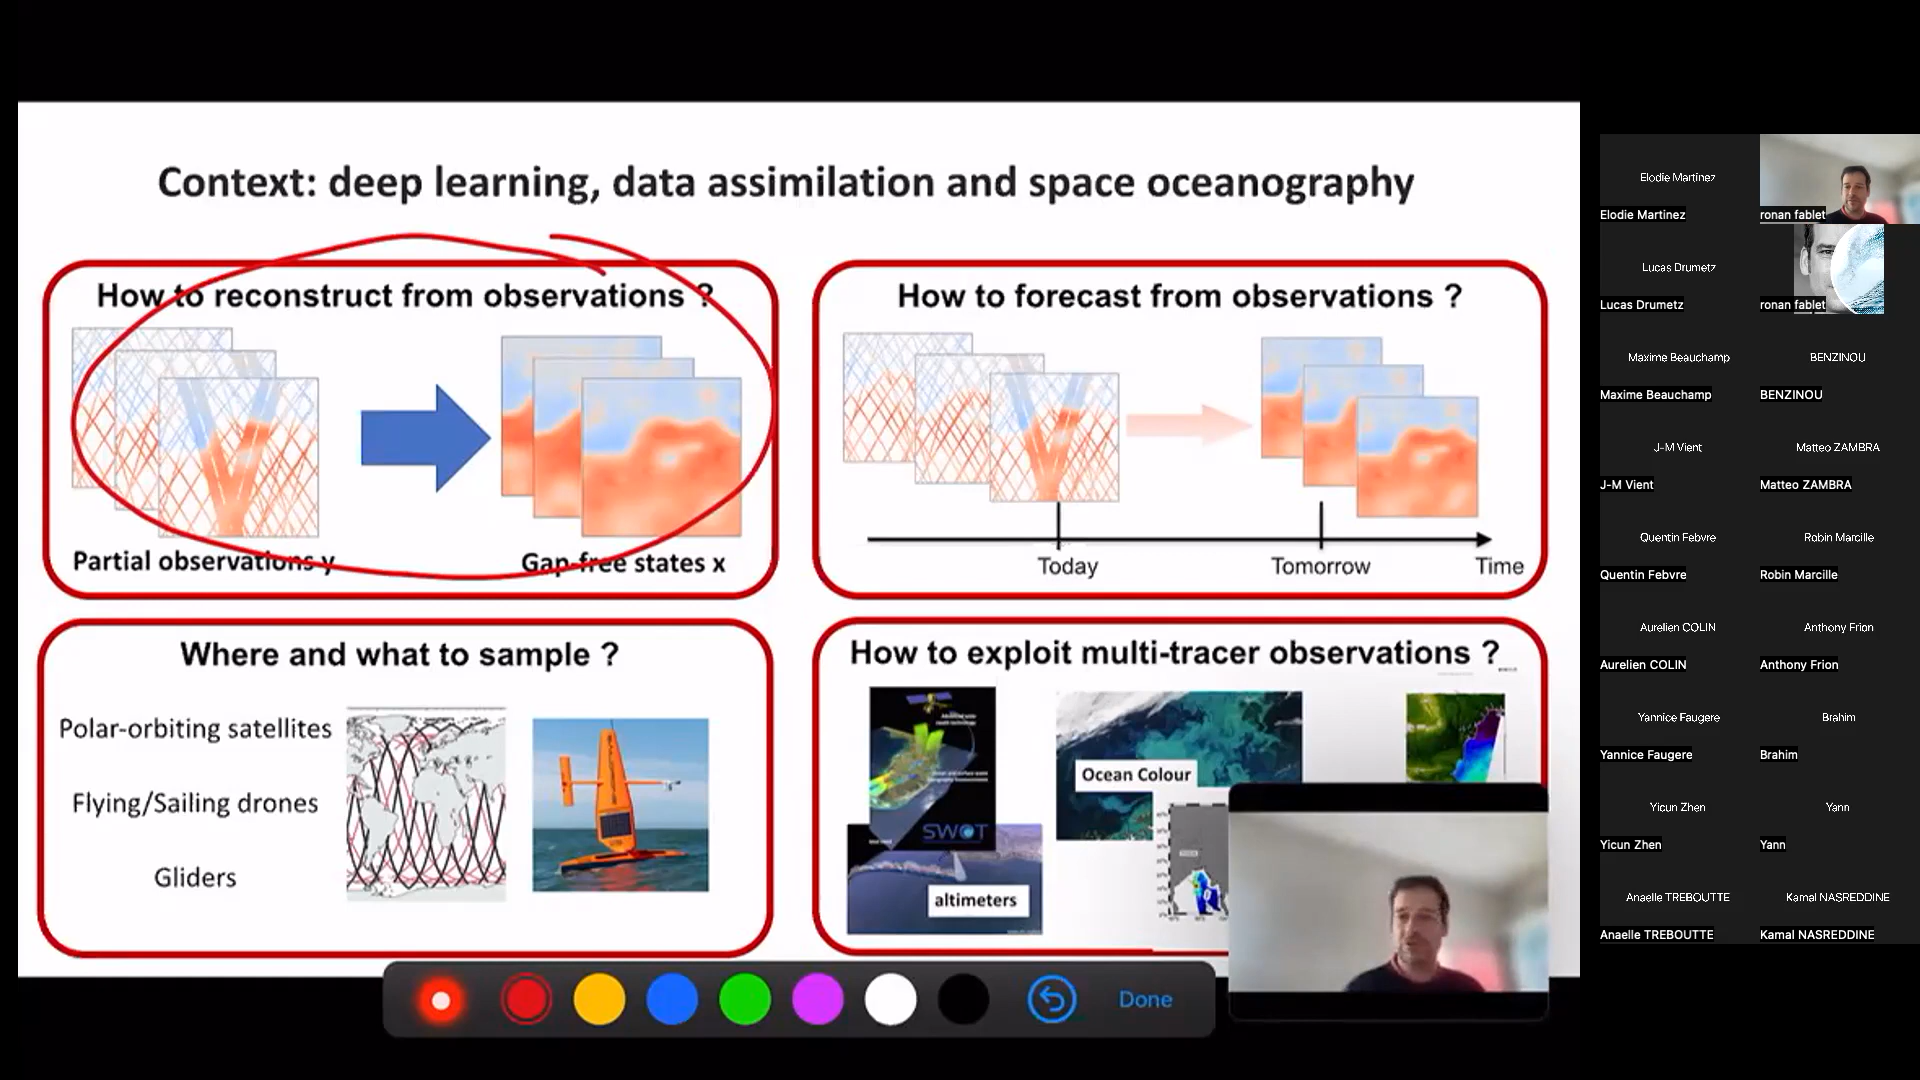 Context: deep learning, data assimilation and space oceanography
How to reconstruct from observations ?
Partial observations y
Gap-free states x
How to forecast from observations ?
Today
Tomorrow
Time
Where and what to sample ?
Polar-orbiting satellites
Flying/Sailing drones
Gliders
How to exploit multi-tracer observations ?
SWOT
Ocean Colour
altimeters
Done
Elodie Martinez
Elodie Martinez
ronan fablet
Lucas Drumetz
Lucas Drumetz
ronan fablet
Maxime Beauchamp
BENZINOU
Maxime Beauchamp
BENZINOU
J-M Vient
Matteo ZAMBRA
J-M Vient
Matteo ZAMBRA
Quentin Febvre
Robin Marcille
Quentin Febvre
Robin Marcille
Aurelien COLIN
Anthony Frion
Aurelien COLIN
Anthony Frion
Yannice Faugere
Brahim
Yannice Faugere
Brahim
Yicun Zhen
Yann
Yicun Zhen
Yann
Anaelle TREBOUTTE
Kamal NASREDDINE
Anaelle TREBOUTTE
Kamal NASREDDINE